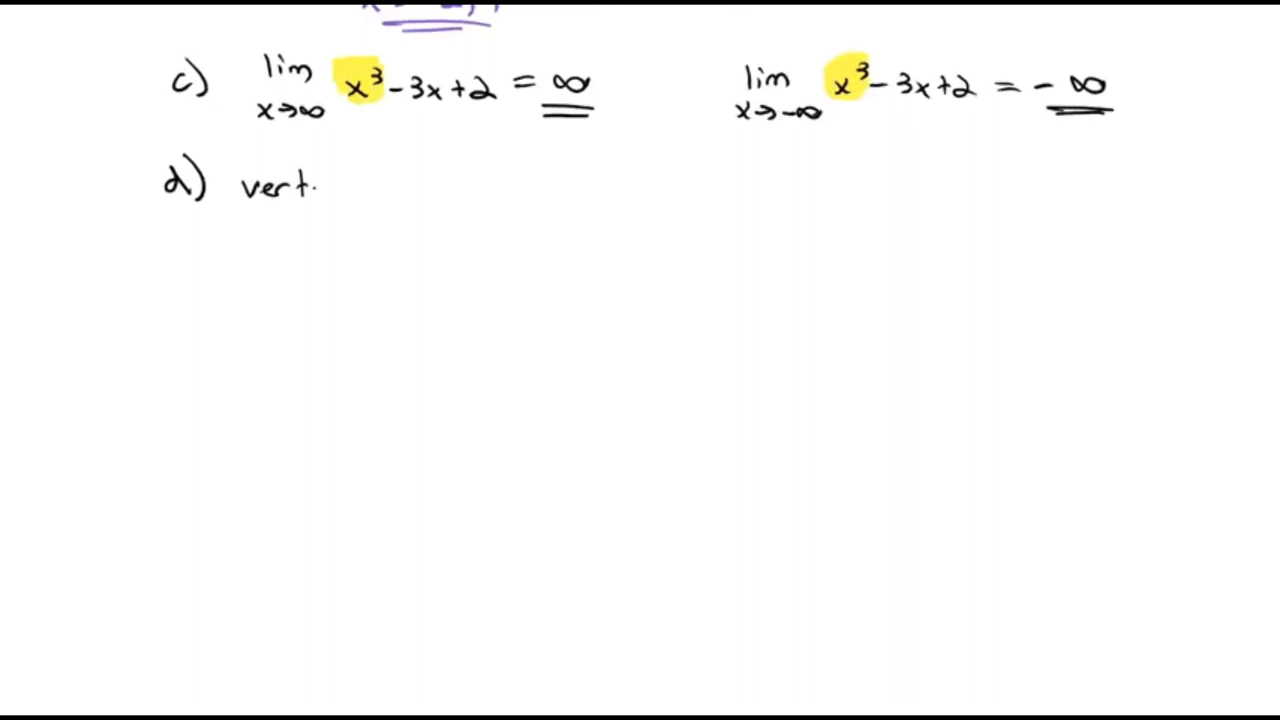 c) lim x→∞ x³ - 3x + 2 = ∞ lim x→-∞ x³ - 3x + 2 = - ∞
d) vert.